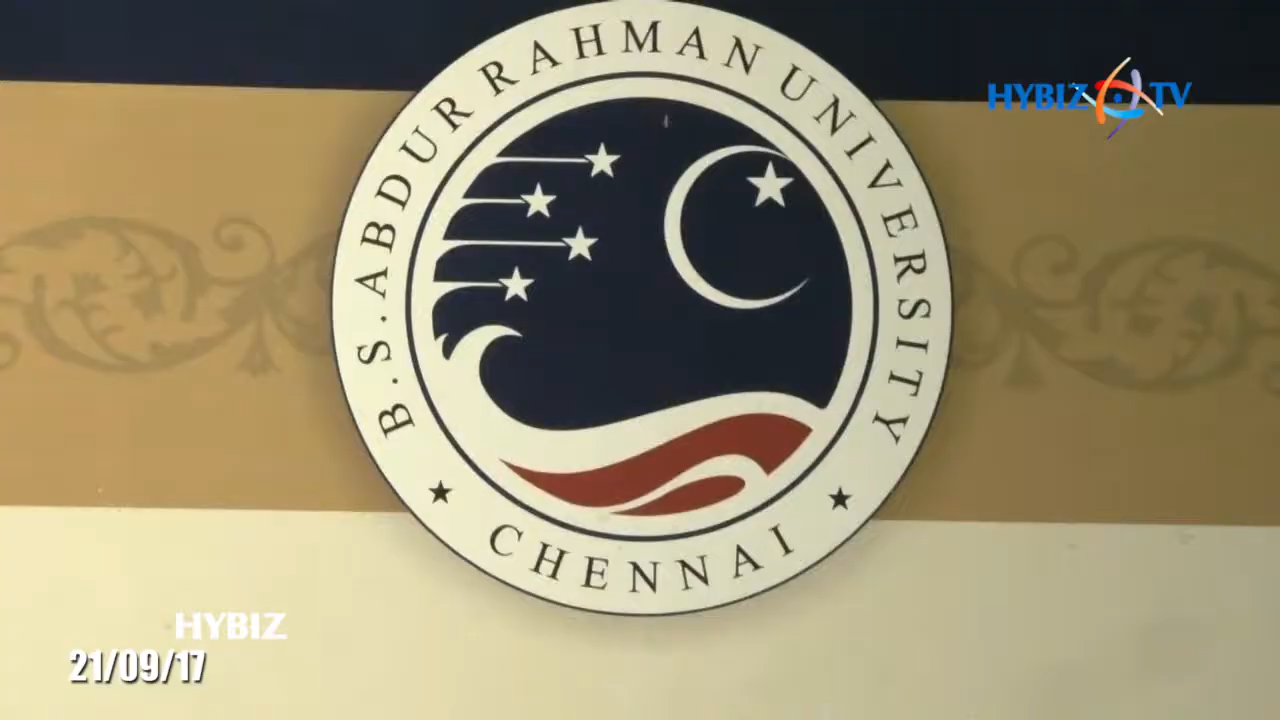 B.S.ABDUR RAHMAN UNIVERSITY
HYBIZ TV
CHENNAI
HYBIZ
21/09/17